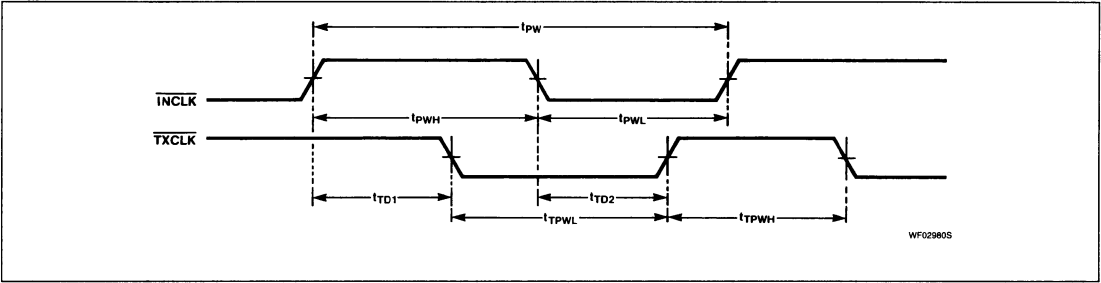 tPW
INCLK
tPWH
tPWL
TXCLK
tTD1
tTD2
tTPWL
tTPWH
WF02980S